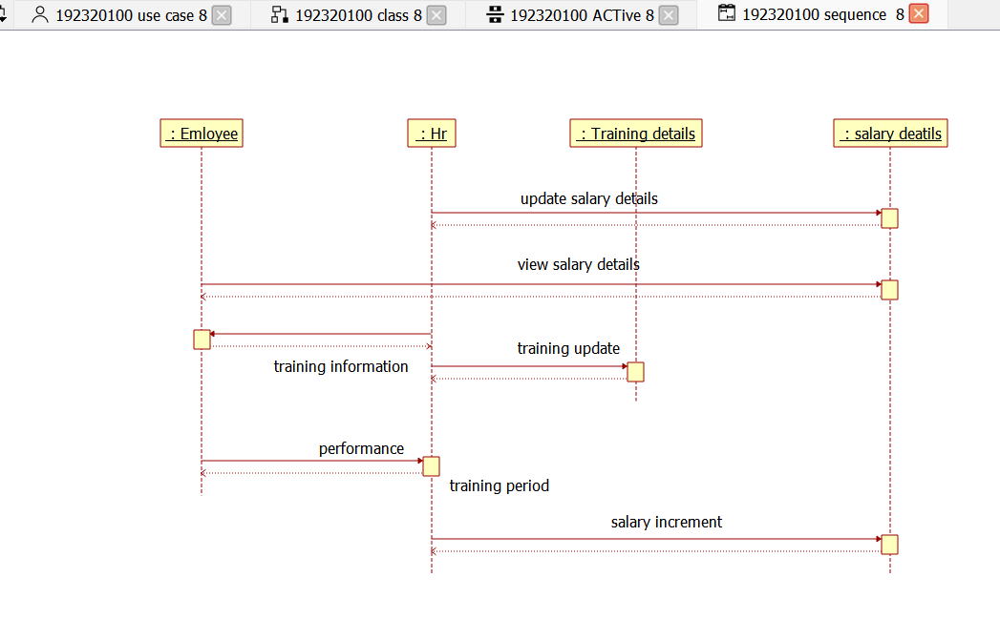 192320100 use case 8
192320100 class 8
192320100 ACTive 8
192320100 sequence 8
: Emloyee
: Hr
: Training details
: salary deatils
update salary details
view salary details
training update
training information
performance
training period
salary increment